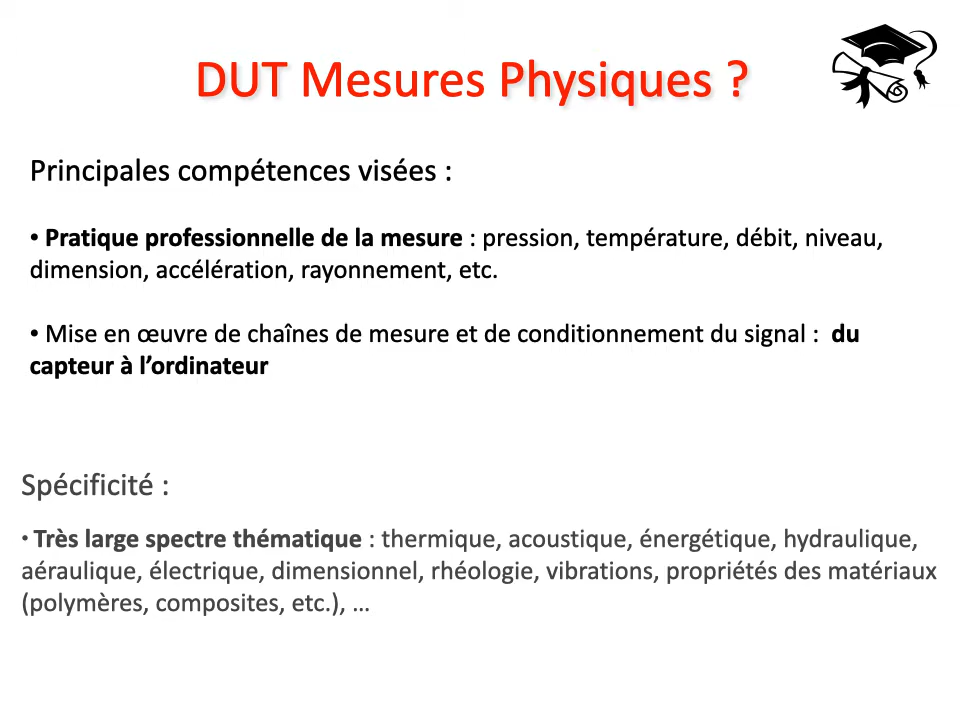 DUT Mesures Physiques ?
Principales compétences visées :
• Pratique professionnelle de la mesure : pression, température, débit, niveau,
dimension, accélération, rayonnement, etc.
• Mise en œuvre de chaînes de mesure et de conditionnement du signal :  du
capteur à l’ordinateur
Spécificité :
• Très large spectre thématique : thermique, acoustique, énergétique, hydraulique,
aéraulique, électrique, dimensionnel, rhéologie, vibrations, propriétés des matériaux
(polymères, composites, etc.), …